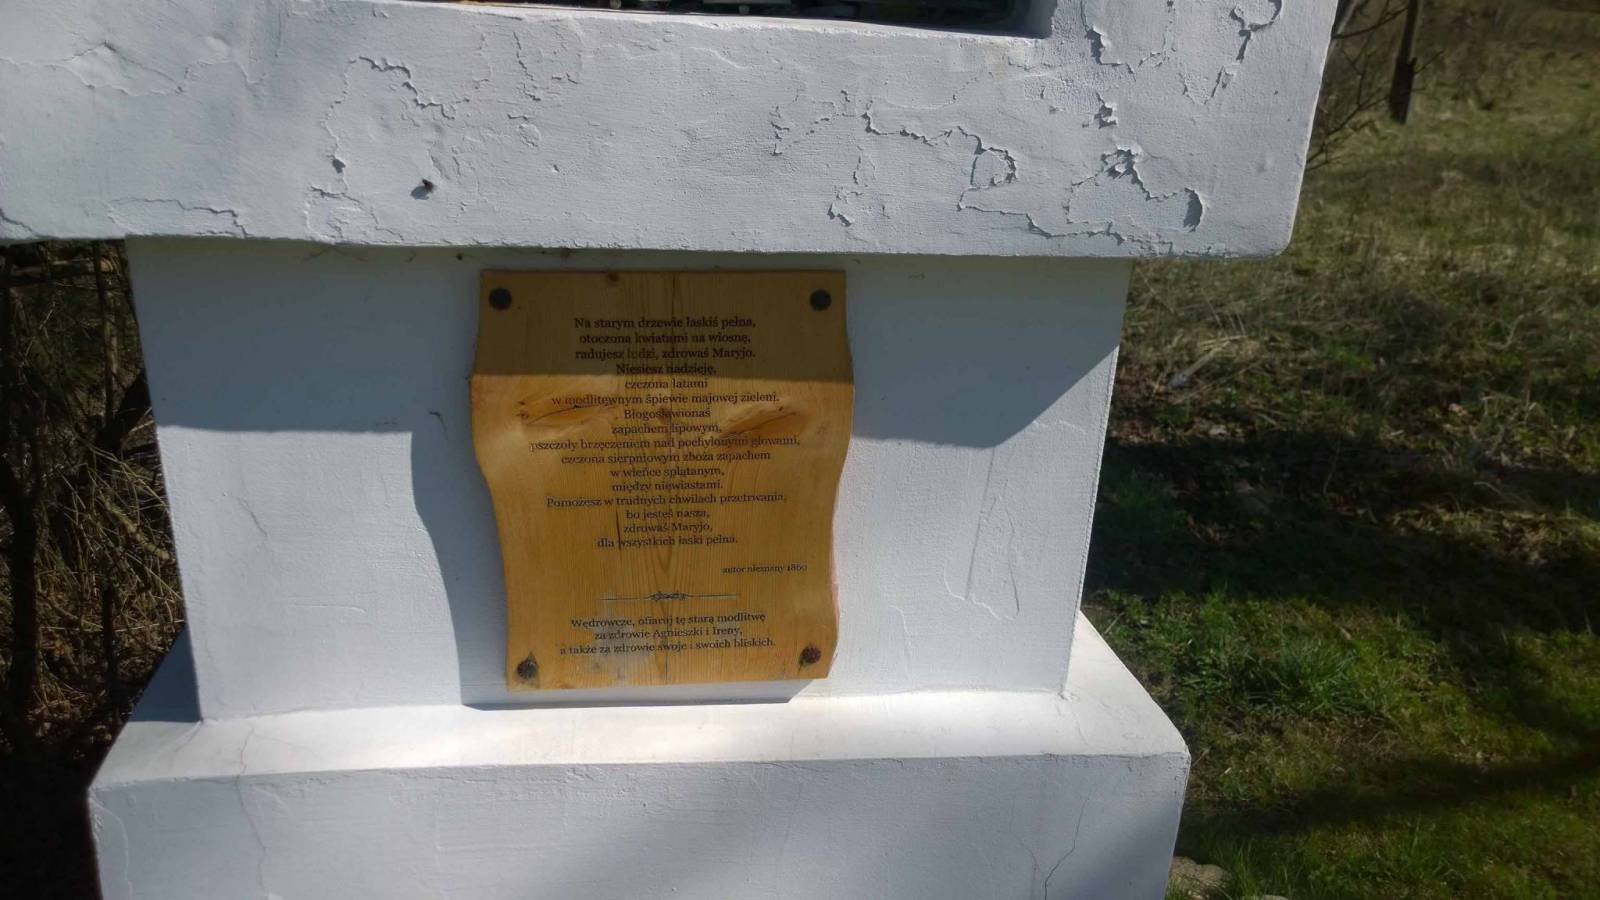 Na starym drzewie łaskiś pełna,
otoczona kwiatami na wiosnę,
radujesz ludzi, zdrowaś Maryjo.
Niesiesz nadzieję,
czczona latami
w modlitewnym śpiewie majowej zieleni.
Błogosławionaś
zapachem lipowym,
pszczoły brzęczeniem nad pochylonymi głowami,
czczona sierpniowym zboża zapachem
w wieńce splątanym,
między niewiastami.
Pomożesz w trudnych chwilach przetrwania,
bo jesteś nasza,
zdrowaś Maryjo,
dla wszystkich łaski pełna.
autor nieznany 1860
Wędrowcze, ofiaruj tę starą modlitwę
za zdrowie Agnieszki i Ireny,
a także za zdrowie swoje i swoich bliskich.